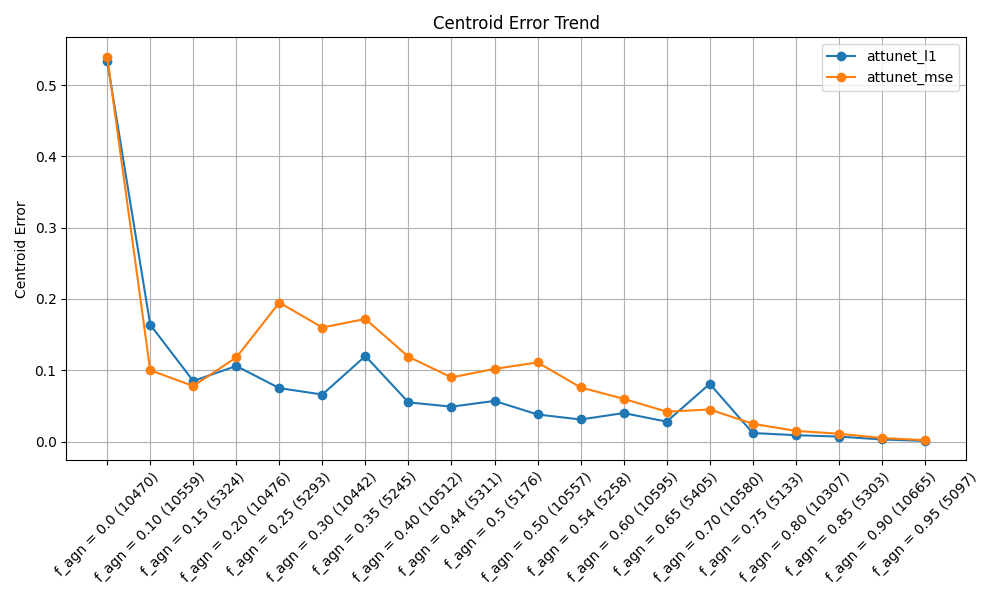 Centroid Error Trend
attunet_l1
attunet_mse
Centroid Error
0.5
0.4
0.3
0.2
0.1
0.0
f_agn = 0.0 (10470)
f_agn = 0.10 (10559)
f_agn = 0.15 (5324)
f_agn = 0.20 (10476)
f_agn = 0.25 (5293)
f_agn = 0.30 (10442)
f_agn = 0.35 (5245)
f_agn = 0.40 (10512)
f_agn = 0.44 (5311)
f_agn = 0.5 (5176)
f_agn = 0.50 (10557)
f_agn = 0.54 (5258)
f_agn = 0.60 (10595)
f_agn = 0.65 (5405)
f_agn = 0.70 (10580)
f_agn = 0.75 (5133)
f_agn = 0.80 (10307)
f_agn = 0.85 (5303)
f_agn = 0.90 (10665)
f_agn = 0.95 (5097)